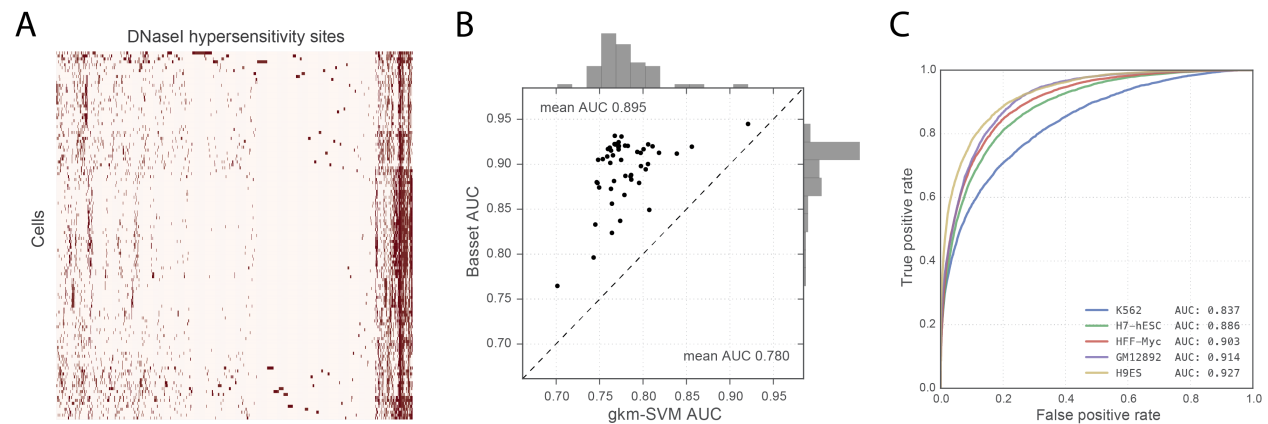 A
DNaseI hypersensitivity sites
Cells
B
mean AUC 0.895
mean AUC 0.780
0.95
0.90
0.85
0.80
0.75
0.70
Basset AUC
0.70 0.75 0.80 0.85 0.90 0.95
gkm-SVM AUC
C
1.0
0.8
0.6
0.4
0.2
0.0
True positive rate
K562 AUC: 0.837
H7-hESC AUC: 0.886
HFF-Myc AUC: 0.903
GM12892 AUC: 0.914
H9ES AUC: 0.927
0.0 0.2 0.4 0.6 0.8 1.0
False positive rate